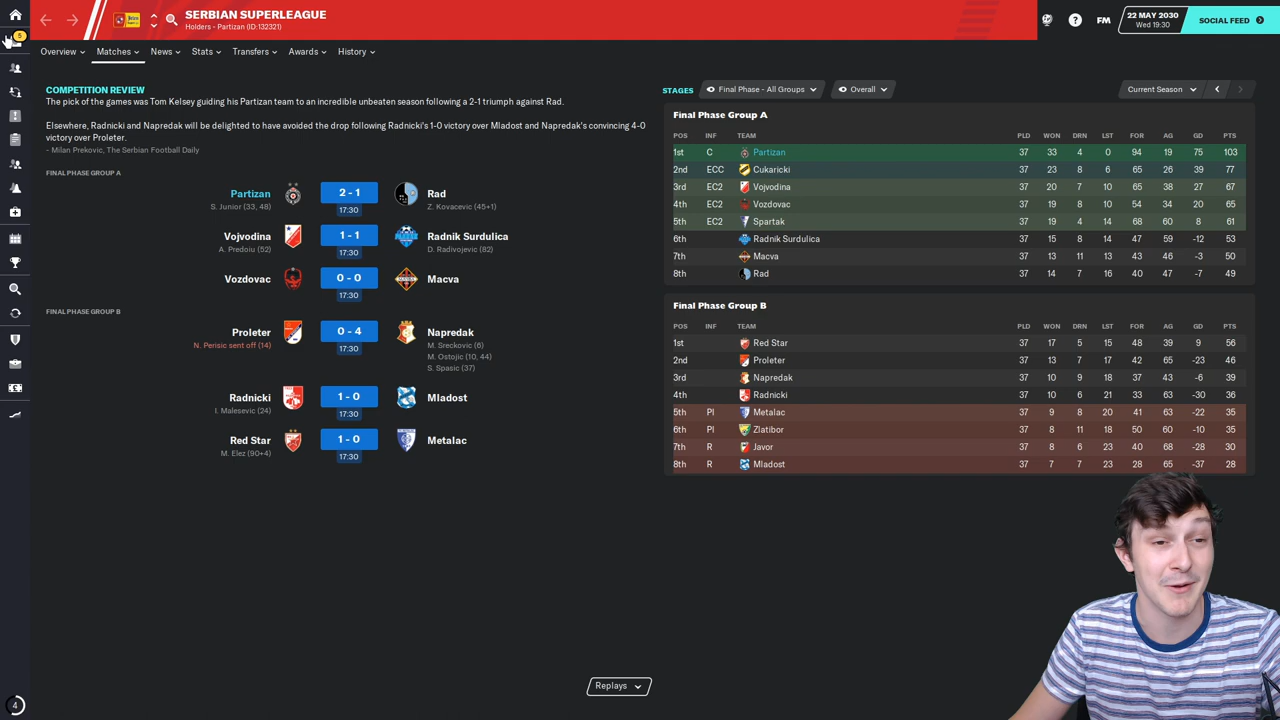 SERBIAN SUPERLEAGUE
Holders - Partizan (ID:132321)
22 MAY 2030
Wed 19:30
SOCIAL FEED
FM
?
5
Overview
Matches
News
Stats
Transfers
Awards
History
COMPETITION REVIEW
The pick of the games was Tom Kelsey guiding his Partizan team to an incredible unbeaten season following a 2-1 triumph against Rad.
Elsewhere, Radnicki and Napredak will be delighted to have avoided the drop following Radnicki's 1-0 victory over Mladost and Napredak's convincing 4-0
victory over Proleter.
- Milan Prekovic, The Serbian Football Daily
FINAL PHASE GROUP A
Partizan 2 - 1 Rad
S. Junior (33, 48) 17:30 Z. Kovacevic (45+1)
Vojvodina 1 - 1 Radnik Surdulica
A. Predoiu (52) 17:30 D. Radivojevic (82)
Vozdovac 0 - 0 Macva
17:30
FINAL PHASE GROUP B
Proleter 0 - 4 Napredak
N. Perisic sent off (14) 17:30 M. Sreckovic (6)
M. Ostojic (10, 44)
S. Spasic (37)
Radnicki 1 - 0 Mladost
I. Malesevic (24) 17:30
Red Star 1 - 0 Metalac
M. Elez (90+4) 17:30
Replays
4
STAGES Final Phase - All Groups Overall Current Season
Final Phase Group A
POS INF TEAM PLD WON DRN LST FOR AG GD PTS
1st C Partizan 37 33 4 0 94 19 75 103
2nd ECC Cukaricki 37 23 8 6 65 26 39 77
3rd EC2 Vojvodina 37 20 7 10 65 38 27 67
4th EC2 Vozdovac 37 19 8 10 54 34 20 65
5th EC2 Spartak 37 19 4 14 68 60 8 61
6th Radnik Surdulica 37 15 8 14 47 59 -12 53
7th Macva 37 13 11 13 43 46 -3 50
8th Rad 37 14 7 16 40 47 -7 49
Final Phase Group B
POS INF TEAM PLD WON DRN LST FOR AG GD PTS
1st Red Star 37 17 5 15 48 39 9 56
2nd Proleter 37 13 7 17 42 65 -23 46
3rd Napredak 37 10 9 18 37 43 -6 39
4th Radnicki 37 10 6 21 33 63 -30 36
5th Pl Metalac 37 9 8 20 41 63 -22 35
6th Pl Zlatibor 37 8 11 18 50 60 -10 35
7th R Javor 37 8 6 23 40 68 -28 30
8th R Mladost 37 7 7 23 28 65 -37 28